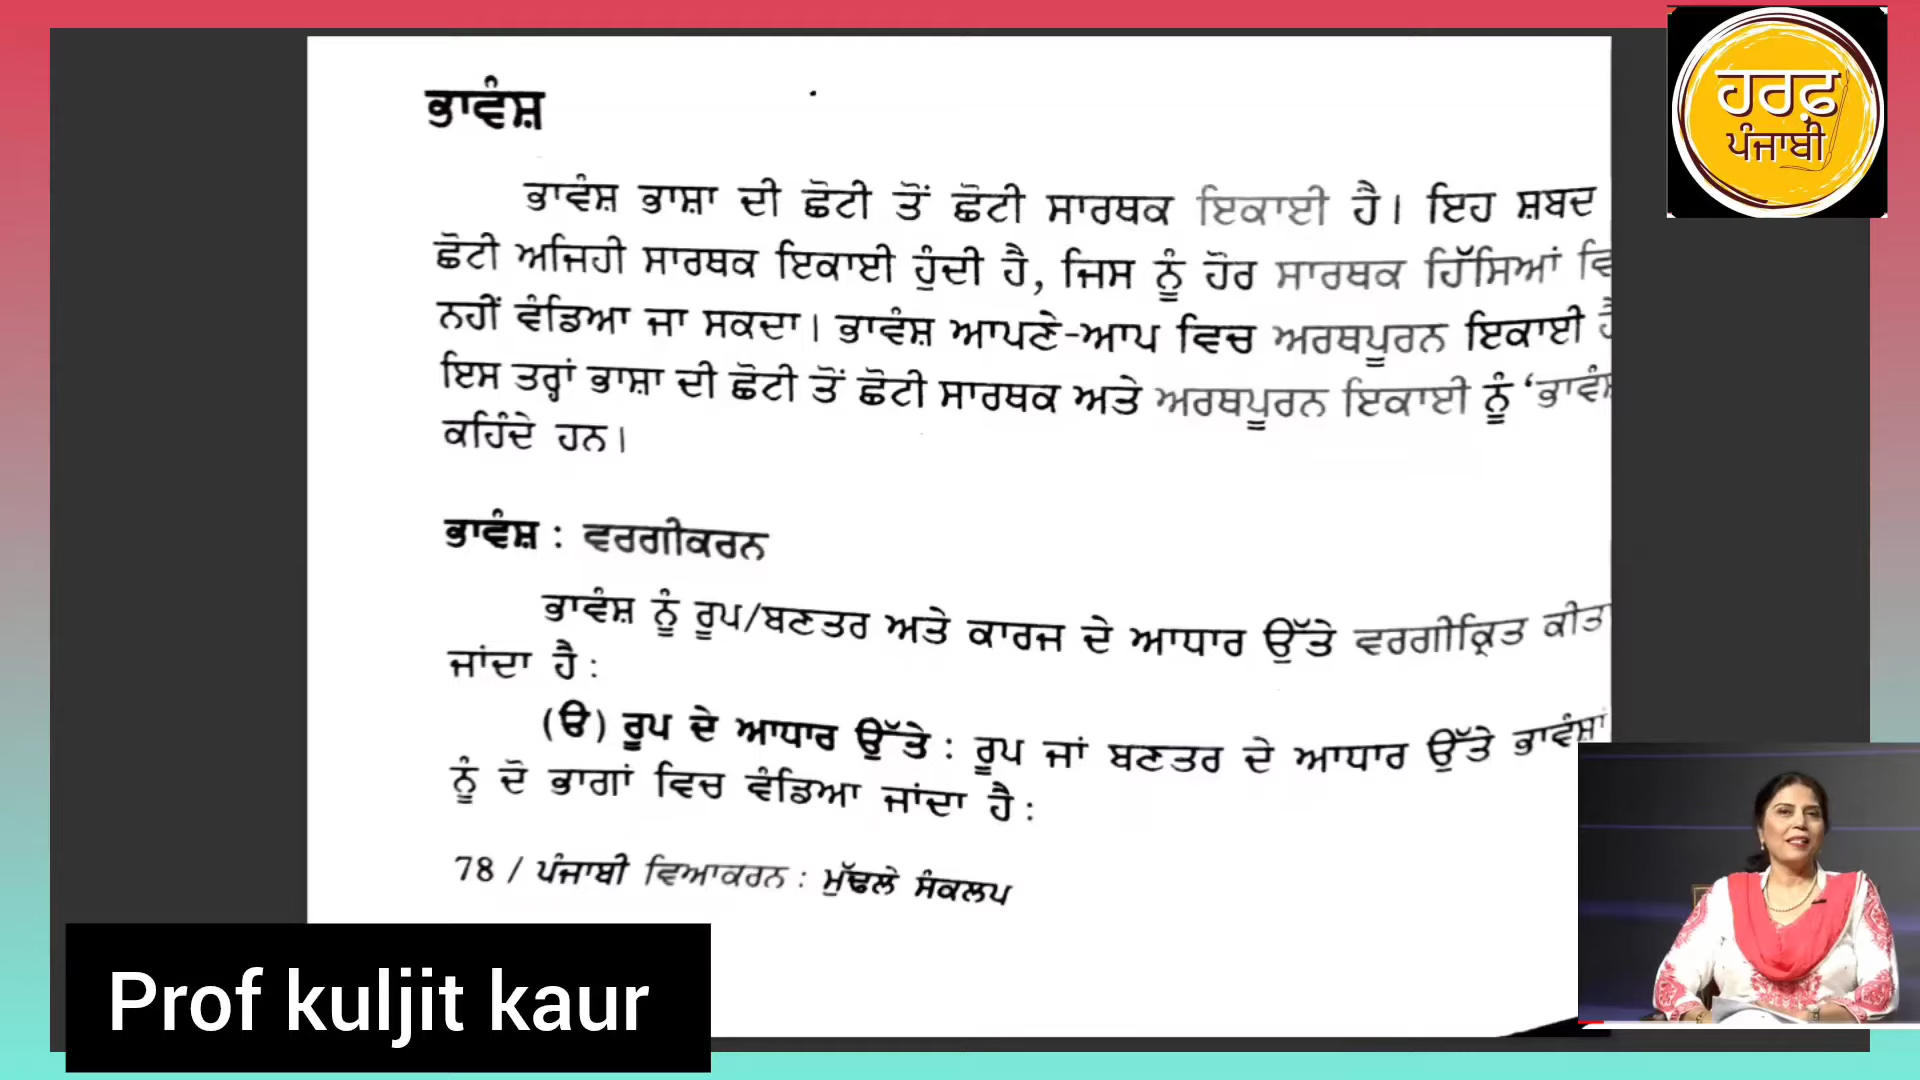 ਭਾਵੰਸ਼
ਭਾਵੰਸ਼ ਭਾਸ਼ਾ ਦੀ ਛੋਟੀ ਤੋਂ ਛੋਟੀ ਸਾਰਥਕ ਇਕਾਈ ਹੈ। ਇਹ ਸ਼ਬਦ
ਛੋਟੀ ਅਜਿਹੀ ਸਾਰਥਕ ਇਕਾਈ ਹੁੰਦੀ ਹੈ, ਜਿਸ ਨੂੰ ਹੋਰ ਸਾਰਥਕ ਹਿੱਸਿਆਂ
ਨਹੀਂ ਵੰਡਿਆ ਜਾ ਸਕਦਾ। ਭਾਵੰਸ਼ ਆਪਣੇ-ਆਪ ਵਿਚ ਅਰਥਪੂਰਨ ਇਕਾਈ
ਇਸ ਤਰ੍ਹਾਂ ਭਾਸ਼ਾ ਦੀ ਛੋਟੀ ਤੋਂ ਛੋਟੀ ਸਾਰਥਕ ਅਤੇ ਅਰਥਪੂਰਨ ਇਕਾਈ ਨੂੰ ‘ਭਾਵੰਸ਼
ਕਹਿੰਦੇ ਹਨ।
ਭਾਵੰਸ਼ : ਵਰਗੀਕਰਨ
ਭਾਵੰਸ਼ ਨੂੰ ਰੂਪ/ਬਣਤਰ ਅਤੇ ਕਾਰਜ ਦੇ ਆਧਾਰ ਉੱਤੇ ਵਰਗੀਕ੍ਰਿਤ ਕੀਤਾ
ਜਾਂਦਾ ਹੈ :
(ੳ) ਰੂਪ ਦੇ ਆਧਾਰ ਉੱਤੇ : ਰੂਪ ਜਾਂ ਬਣਤਰ ਦੇ ਆਧਾਰ ਉੱਤੇ ਭਾਵੰਸ਼ਾਂ
ਨੂੰ ਦੋ ਭਾਗਾਂ ਵਿਚ ਵੰਡਿਆ ਜਾਂਦਾ ਹੈ :
78 / ਪੰਜਾਬੀ ਵਿਆਕਰਨ : ਮੁੱਢਲੇ ਸੰਕਲਪ
ਹਰਫ਼
ਪੰਜਾਬੀ
Prof kuljit kaur